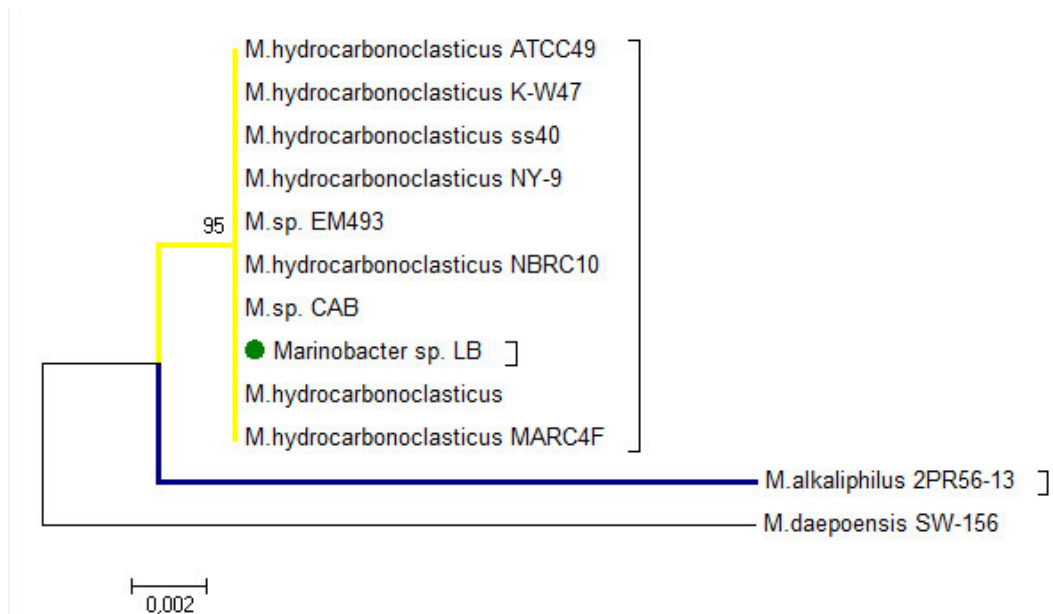 M.hydrocarbonoclasticus ATCC49
M.hydrocarbonoclasticus K-W47
M.hydrocarbonoclasticus ss40
M.hydrocarbonoclasticus NY-9
95
M.sp. EM493
M.hydrocarbonoclasticus NBRC10
M.sp. CAB
Marinobacter sp. LB
M.hydrocarbonoclasticus
M.hydrocarbonoclasticus MARC4F
M.alkaliphilus 2PR56-13
M.daepoensis SW-156
0,002